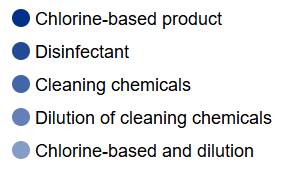 Chlorine-based product
Disinfectant
Cleaning chemicals
Dilution of cleaning chemicals
Chlorine-based and dilution